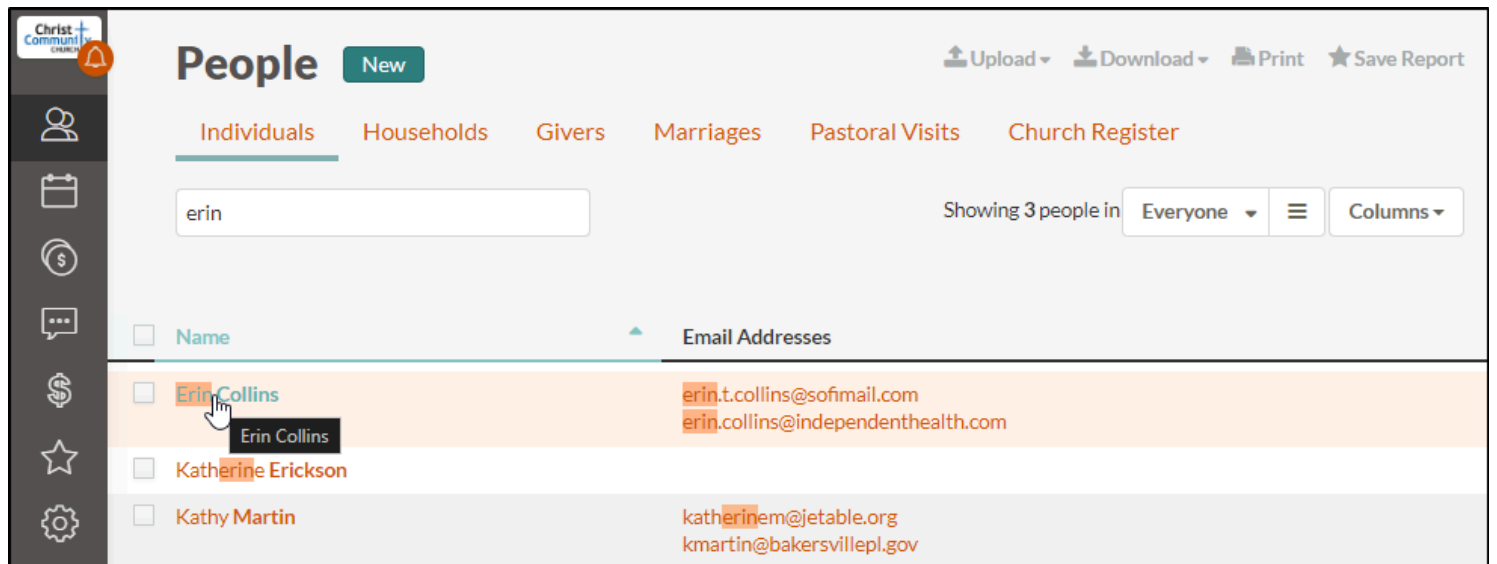 Christ
Community
CHURCH
People New Upload Download Print Save Report
Individuals Households Givers Marriages Pastoral Visits Church Register
erin Showing 3 people in Everyone Columns
Name Email Addresses
Erin Collins erin.t.collins@sofimail.com
erin.collins@independenthealth.com
Erin Collins
Katherine Erickson
Kathy Martin katherinem@jetable.org
kmartin@bakersvillepl.gov